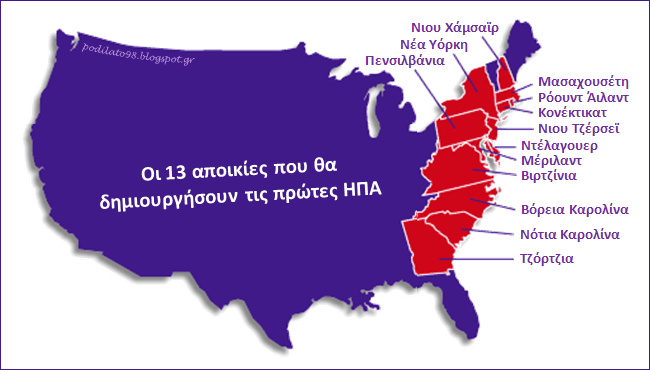 podilato98.blogspot.gr
Νιου Χάμσαϊρ
Νέα Υόρκη
Πενσιλβάνια
Μασαχουσέτη
Ρόουντ Άιλαντ
Κονέκτικατ
Νιου Τζέρσεϊ
Ντέλαγουερ
Μέριλαντ
Βιρτζίνια
Βόρεια Καρολίνα
Νότια Καρολίνα
Τζόρτζια
Οι 13 αποικίες που θα
δημιουργήσουν τις πρώτες ΗΠΑ